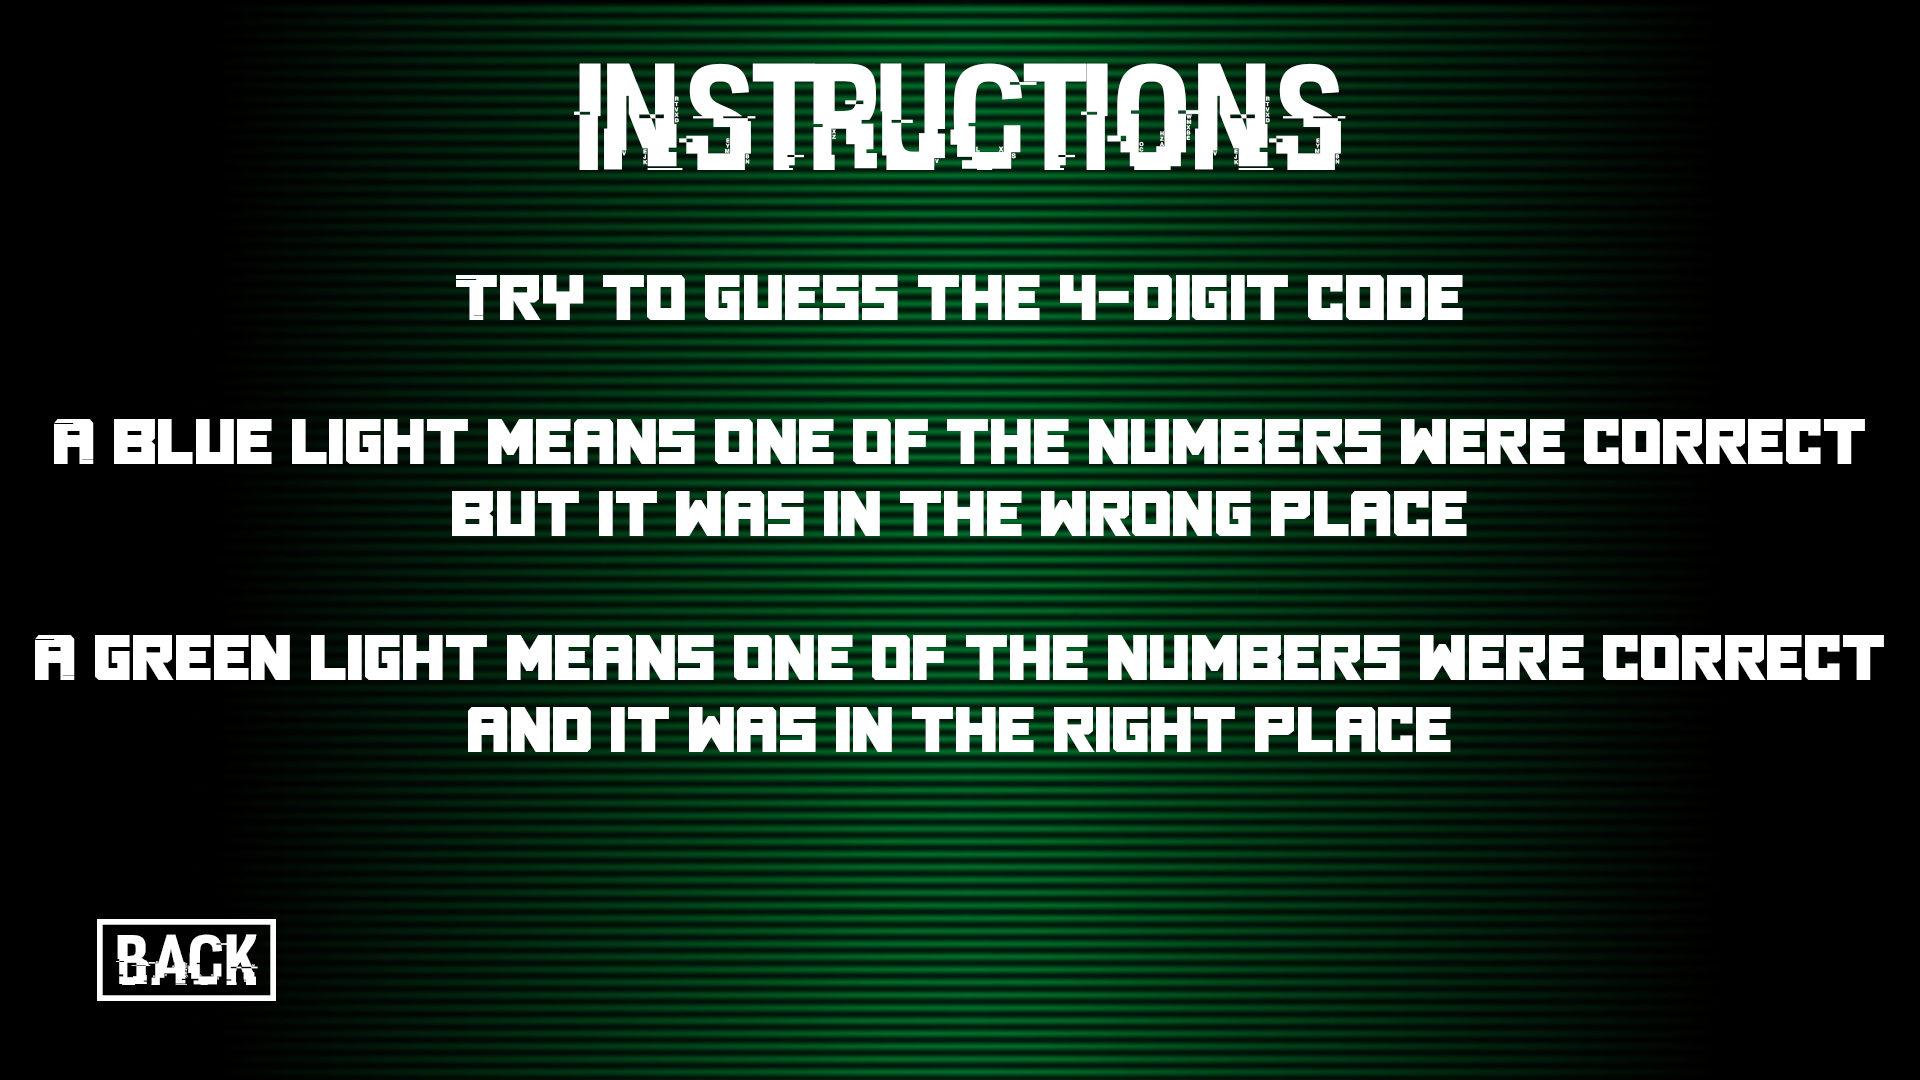 INSTRUCTIONS
TRY TO GUESS THE 4-DIGIT CODE
A BLUE LIGHT MEANS ONE OF THE NUMBERS WERE CORRECT
BUT IT WAS IN THE WRONG PLACE
A GREEN LIGHT MEANS ONE OF THE NUMBERS WERE CORRECT
AND IT WAS IN THE RIGHT PLACE
BACK